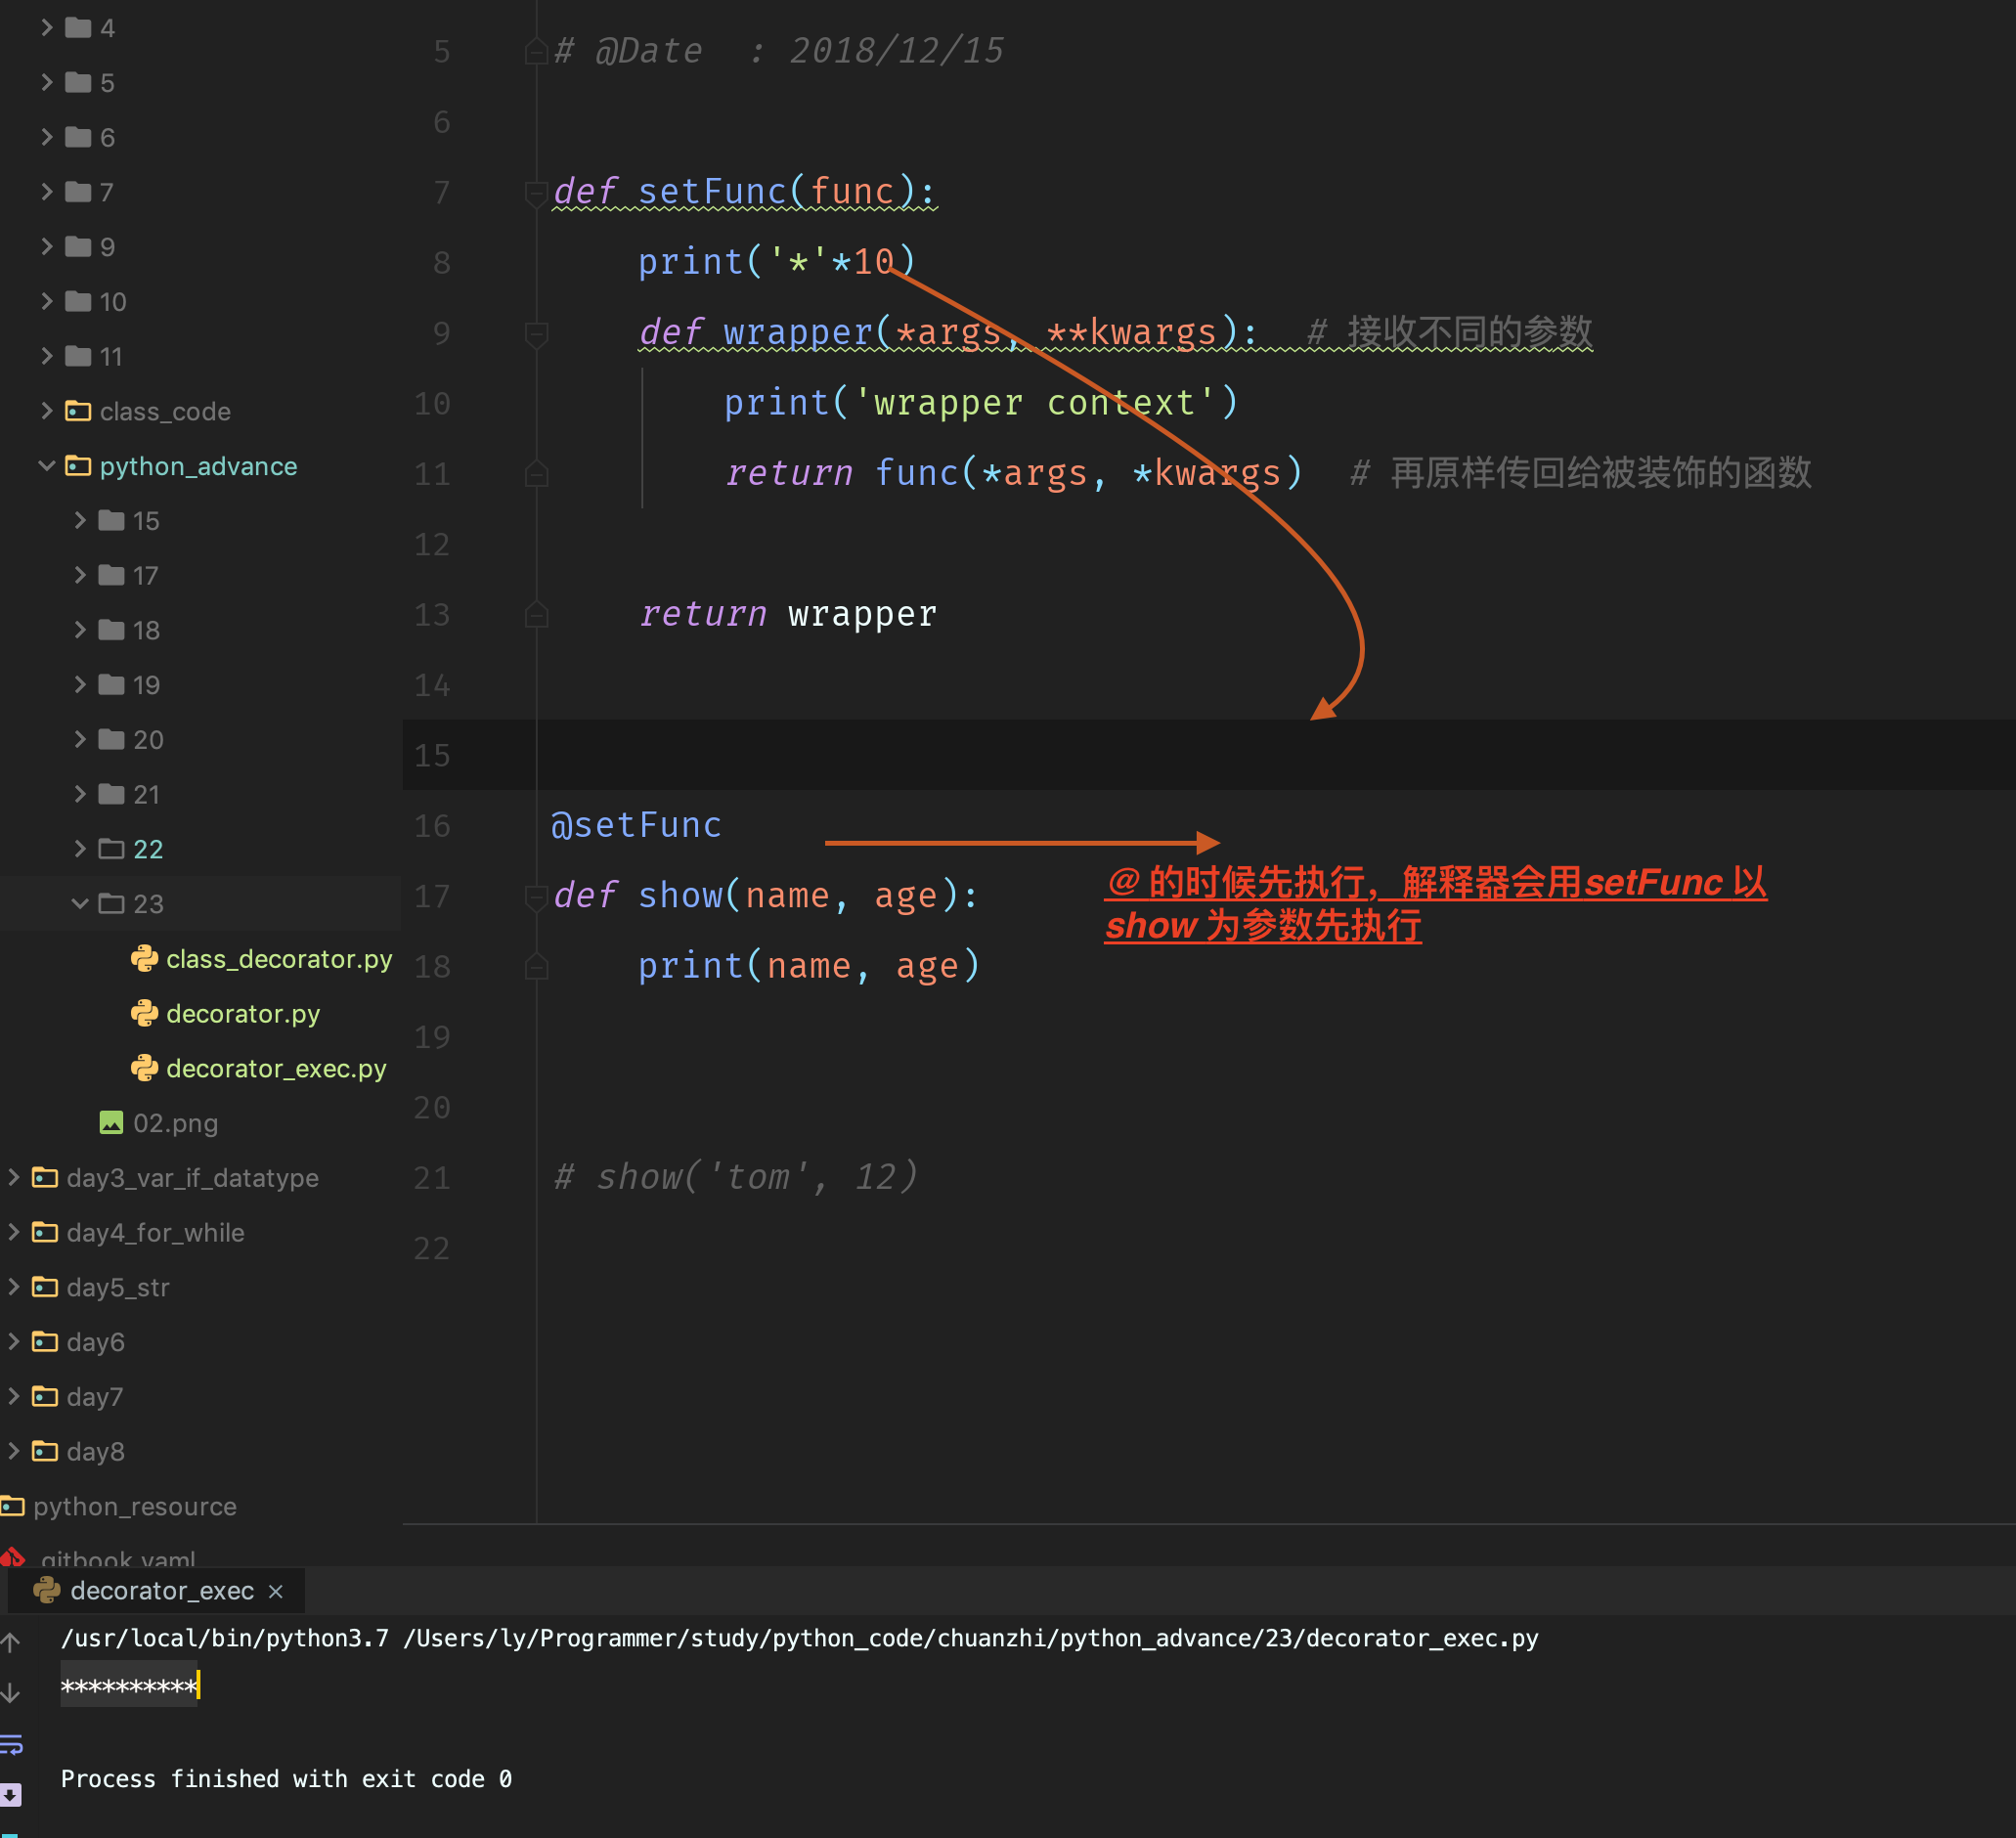 4
5
6
7
9
10
11
class_code
python_advance
15
17
18
19
20
21
22
23
class_decorator.py
decorator.py
decorator_exec.py
02.png
day3_var_if_datatype
day4_for_while
day5_str
day6
day7
day8
python_resource
.gitbook.yaml
5 # @Date  : 2018/12/15
6
7 def setFunc(func):
8     print('*'*10)
9     def wrapper(*args, **kwargs):  # 接收不同的参数
10         print('wrapper context')
11         return func(*args, *kwargs)  # 再原样传回给被装饰的函数
12
13     return wrapper
14
15
16 @setFunc
17 def show(name, age):
18     print(name, age)
19
20
21 # show('tom', 12)
22
@ 的时候先执行，解释器会用setFunc 以
show 为参数先执行
decorator_exec ×
/usr/local/bin/python3.7 /Users/ly/Programmer/study/python_code/chuanzhi/python_advance/23/decorator_exec.py
**********
Process finished with exit code 0